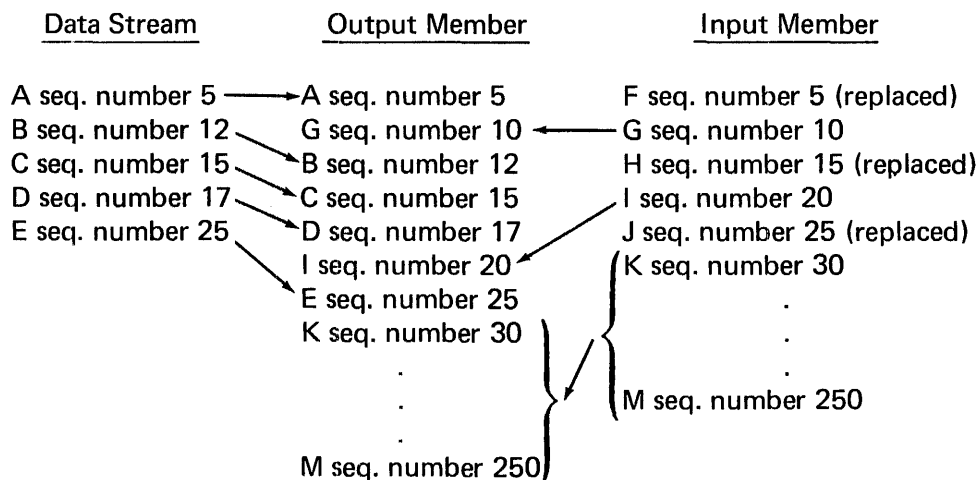 Data Stream Output Member Input Member
A seq. number 5 A seq. number 5 F seq. number 5 (replaced)
B seq. number 12 G seq. number 10 G seq. number 10
C seq. number 15 B seq. number 12 H seq. number 15 (replaced)
D seq. number 17 C seq. number 15 I seq. number 20
E seq. number 25 D seq. number 17 J seq. number 25 (replaced)
I seq. number 20 K seq. number 30
E seq. number 25 .
K seq. number 30 .
. .
. M seq. number 250
.
M seq. number 250